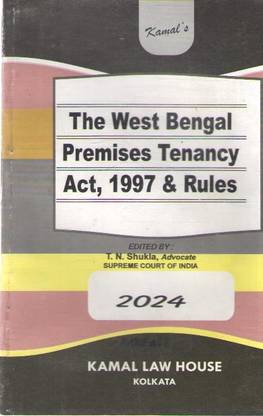 Kamal's
The West Bengal
Premises Tenancy
Act, 1997 & Rules
EDITED BY:
T. N. Shukla, Advocate
SUPREME COURT OF INDIA
2024
KAMAL LAW HOUSE
KOLKATA